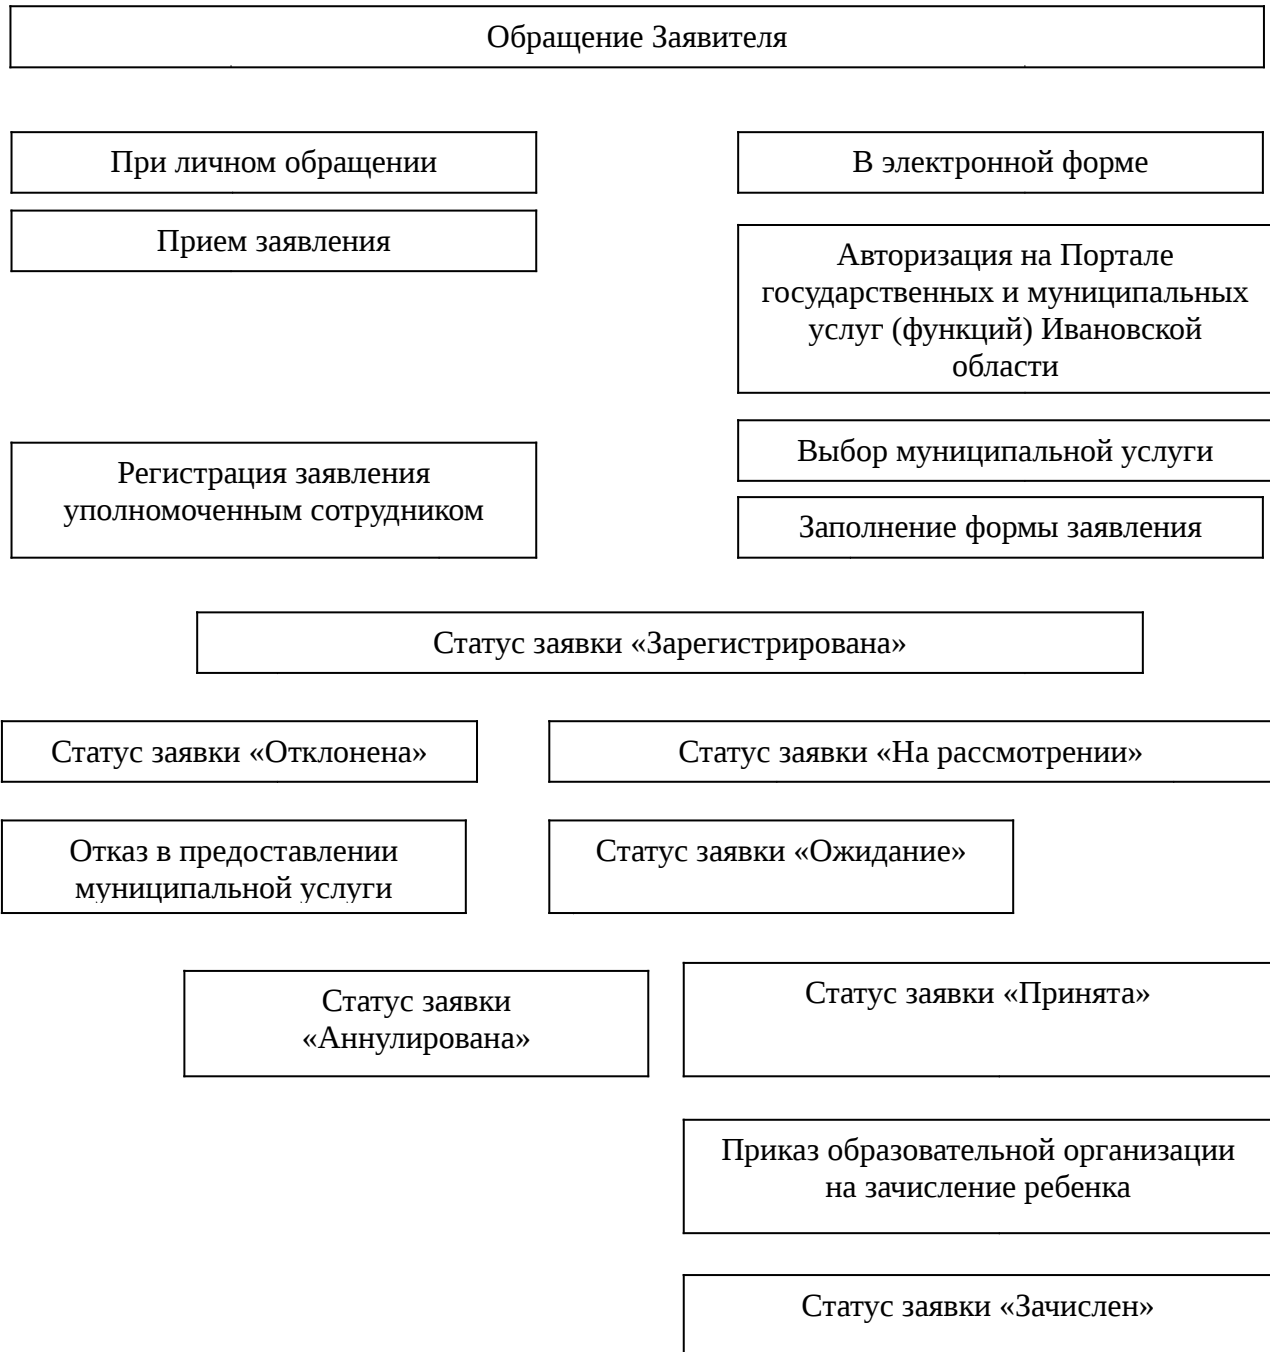 Обращение Заявителя
При личном обращении
В электронной форме
Прием заявления
Авторизация на Портале
государственных и муниципальных
услуг (функций) Ивановской
области
Выбор муниципальной услуги
Регистрация заявления
уполномоченным сотрудником
Заполнение формы заявления
Статус заявки «Зарегистрирована»
Статус заявки «Отклонена»
Статус заявки «На рассмотрении»
Отказ в предоставлении
муниципальной услуги
Статус заявки «Ожидание»
Статус заявки
«Аннулирована»
Статус заявки «Принята»
Приказ образовательной организации
на зачисление ребенка
Статус заявки «Зачислен»